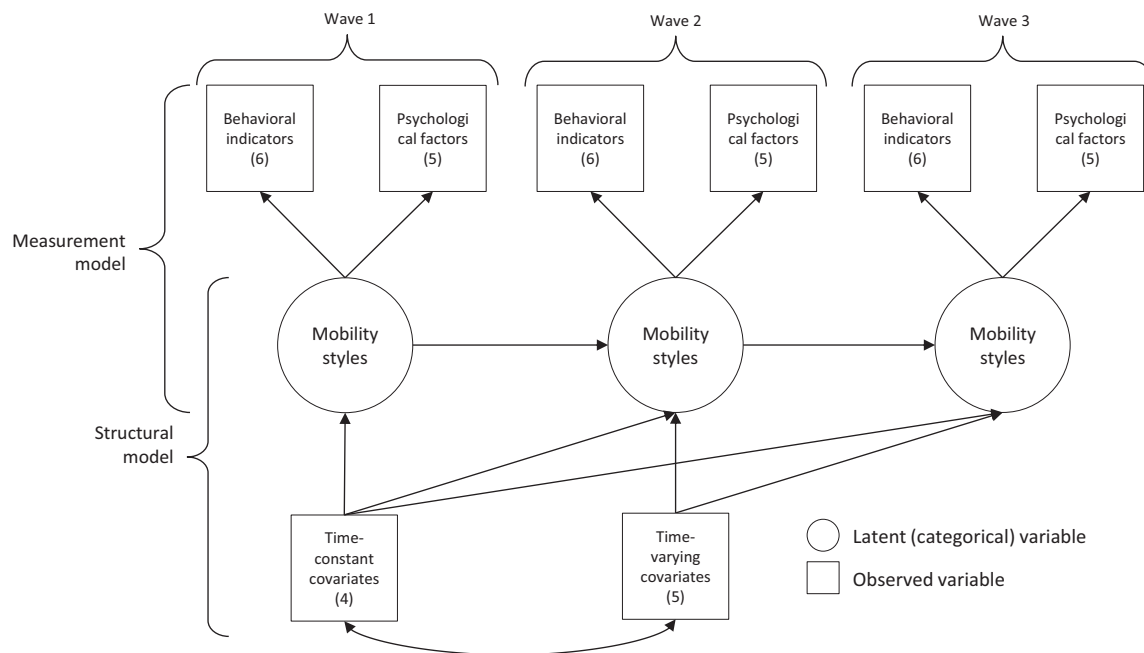 Wave 1
Wave 2
Wave 3
Behavioral
indicators
(6)
Psychologi
cal factors
(5)
Behavioral
indicators
(6)
Psychologi
cal factors
(5)
Behavioral
indicators
(6)
Psychologi
cal factors
(5)
Measurement
model
Mobility
styles
Mobility
styles
Mobility
styles
Structural
model
Time-
constant
covariates
(4)
Time-
varying
covariates
(5)
Latent (categorical) variable
Observed variable